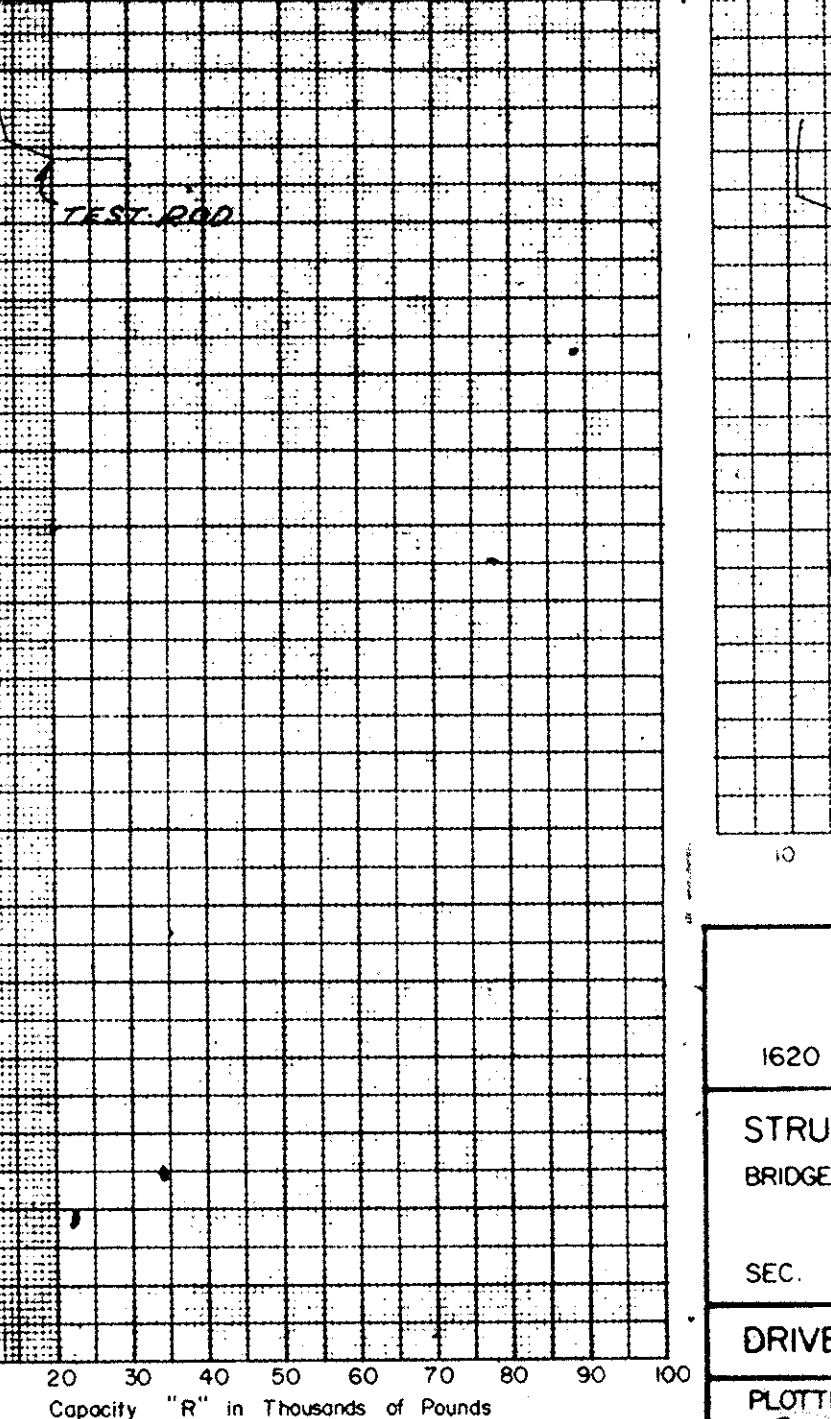 TEST ROD
20 30 40 50 60 70 80 90 100
Capacity "R" in Thousands of Pounds
10
1620
STRU
BRIDGE
SEC.
DRIVE
PLOTT